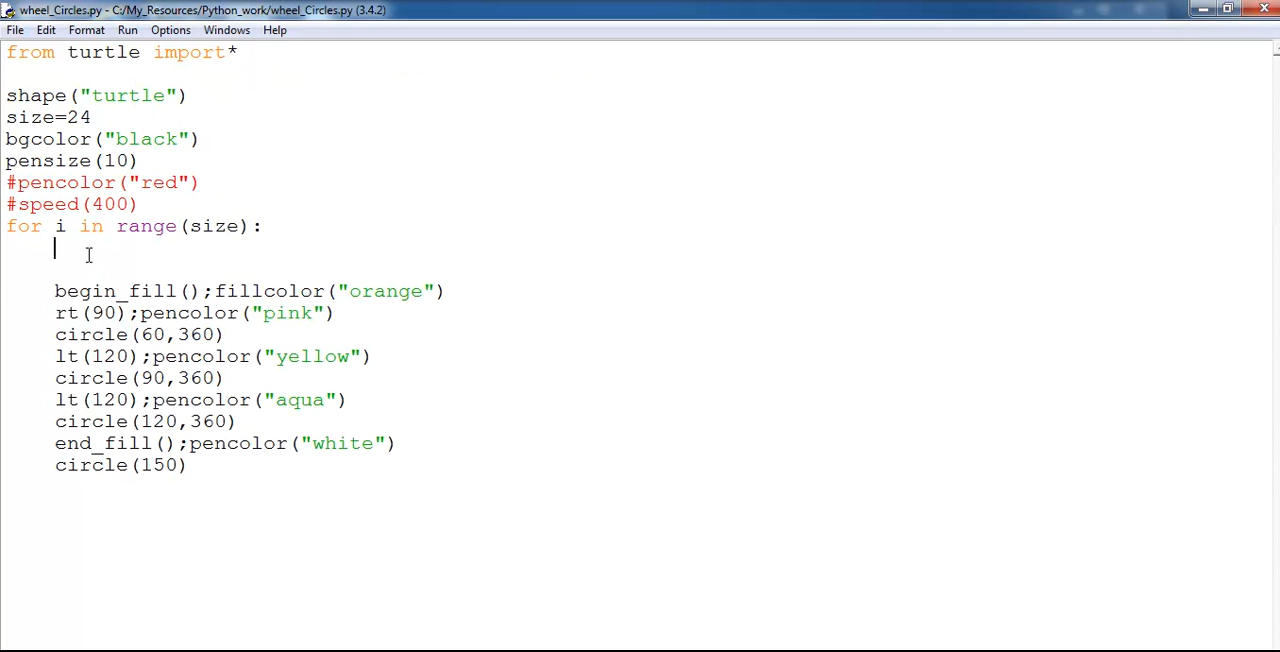 wheel_Circles.py - C:/My_Resources/Python_work/wheel_Circles.py (3.4.2)
File Edit Format Run Options Windows Help
from turtle import*
shape("turtle")
size=24
bgcolor("black")
pensize(10)
#pencolor("red")
#speed(400)
for i in range(size):
begin_fill();fillcolor("orange")
rt(90);pencolor("pink")
circle(60,360)
lt(120);pencolor("yellow")
circle(90,360)
lt(120);pencolor("aqua")
circle(120,360)
end_fill();pencolor("white")
circle(150)